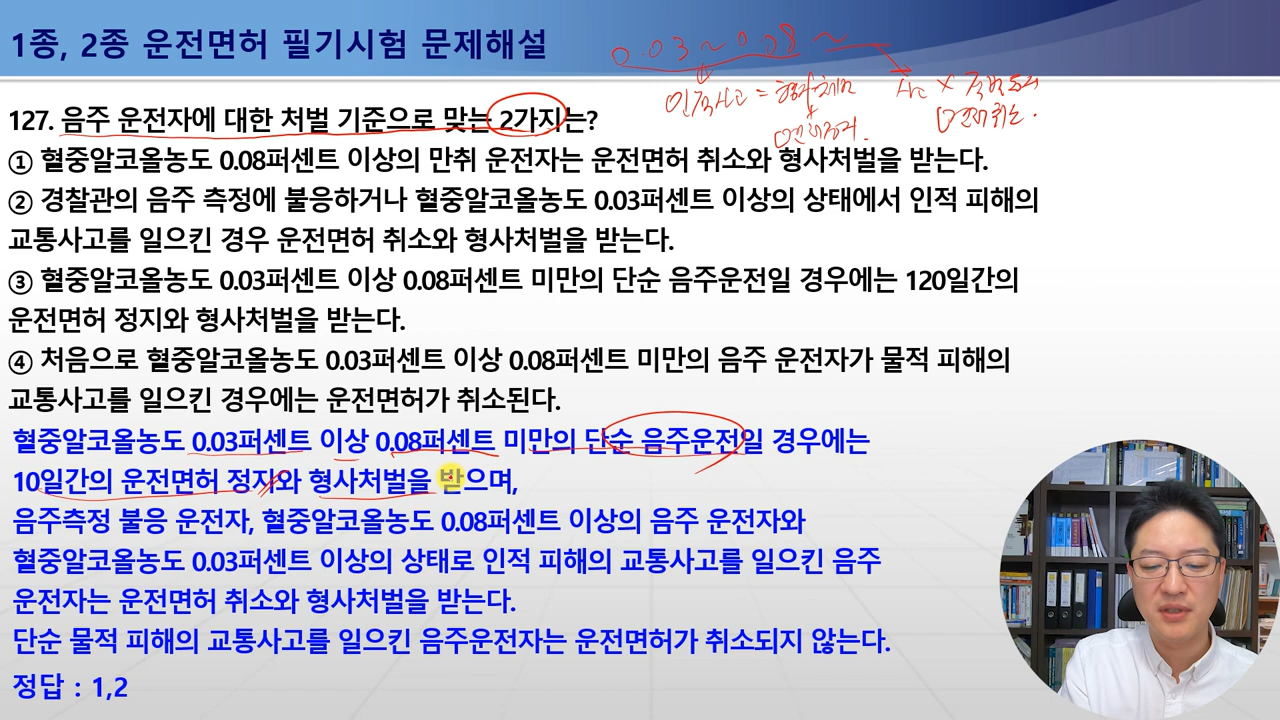 1종, 2종 운전면허 필기시험 문제해설
0.03 ~ 0.08 ~
인적사고 = 형사처벌
127. 음주 운전자에 대한 처벌 기준으로 맞는 2가지는?
① 혈중알코올농도 0.08퍼센트 이상의 만취 운전자는 운전면허 취소와 형사처벌을 받는다.
② 경찰관의 음주 측정에 불응하거나 혈중알코올농도 0.03퍼센트 이상의 상태에서 인적 피해의
교통사고를 일으킨 경우 운전면허 취소와 형사처벌을 받는다.
③ 혈중알코올농도 0.03퍼센트 이상 0.08퍼센트 미만의 단순 음주운전일 경우에는 120일간의
운전면허 정지와 형사처벌을 받는다.
④ 처음으로 혈중알코올농도 0.03퍼센트 이상 0.08퍼센트 미만의 음주 운전자가 물적 피해의
교통사고를 일으킨 경우에는 운전면허가 취소된다.
혈중알코올농도 0.03퍼센트 이상 0.08퍼센트 미만의 단순 음주운전일 경우에는
10일간의 운전면허 정지와 형사처벌을 받으며,
음주측정 불응 운전자, 혈중알코올농도 0.08퍼센트 이상의 음주 운전자와
혈중알코올농도 0.03퍼센트 이상의 상태로 인적 피해의 교통사고를 일으킨 음주
운전자는 운전면허 취소와 형사처벌을 받는다.
단순 물적 피해의 교통사고를 일으킨 음주운전자는 운전면허가 취소되지 않는다.
정답 : 1,2